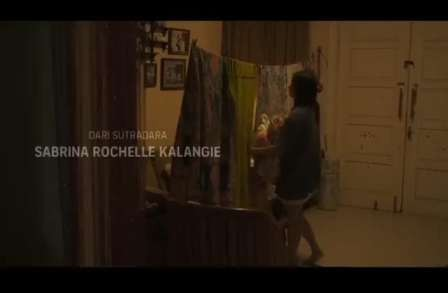 DARI SUTRADARA
SABRINA ROCHELLE KALANGIE